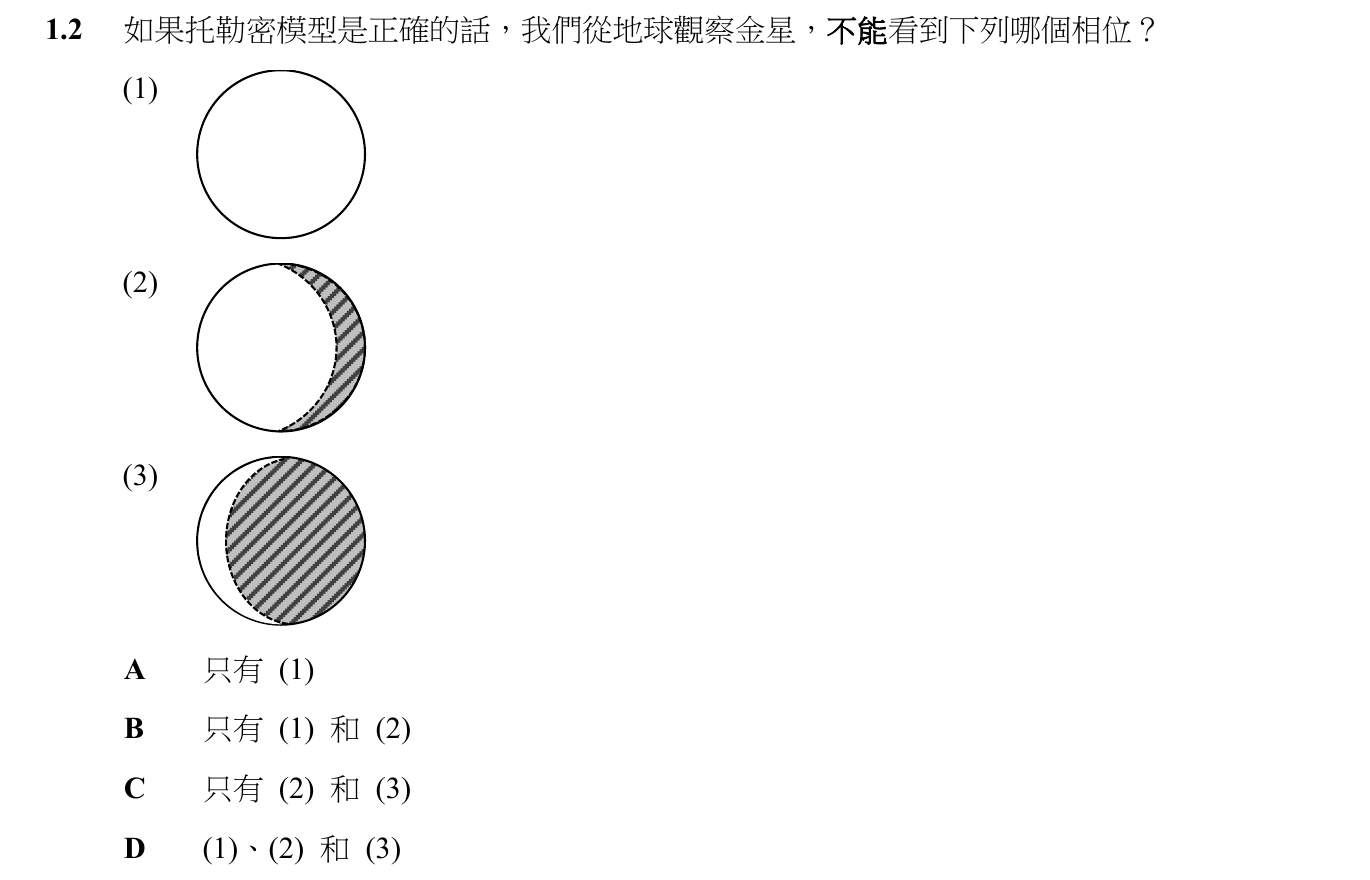 1.2 如果托勒密模型是正確的話，我們從地球觀察金星，不能看到下列哪個相位？
(1)
(2)
(3)
A 只有 (1)
B 只有 (1) 和 (2)
C 只有 (2) 和 (3)
D (1)、(2) 和 (3)